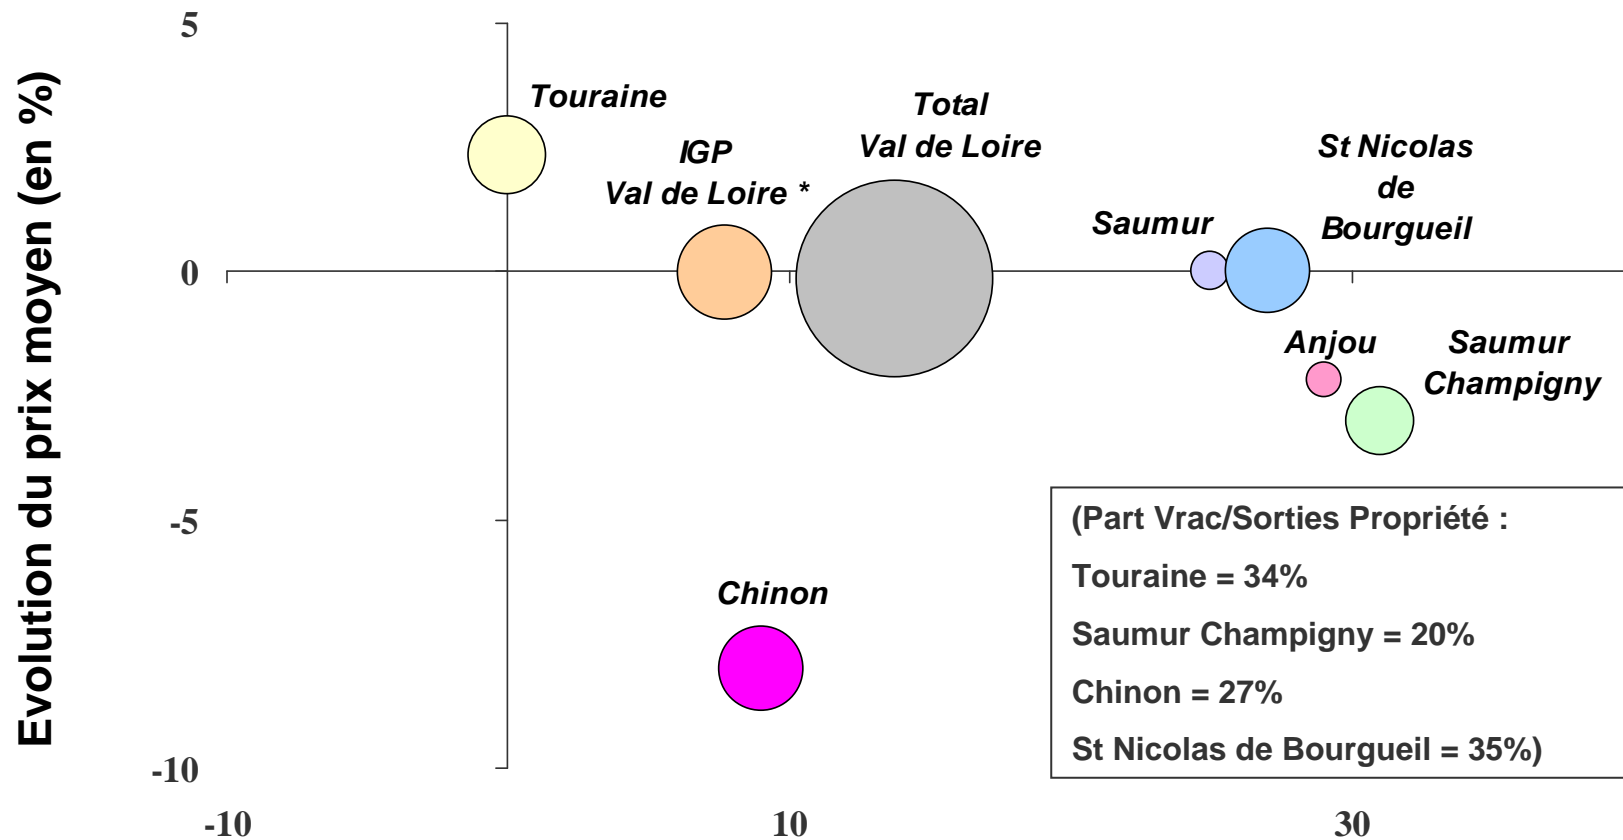 Evolution du prix moyen (en %)
5
0
-5
-10
-10
10
30
Touraine
IGP
Val de Loire *
Total
Val de Loire
Saumur
St Nicolas
de
Bourgueil
Anjou
Saumur
Champigny
Chinon
(Part Vrac/Sorties Propriété :
Touraine = 34%
Saumur Champigny = 20%
Chinon = 27%
St Nicolas de Bourgueil = 35%)